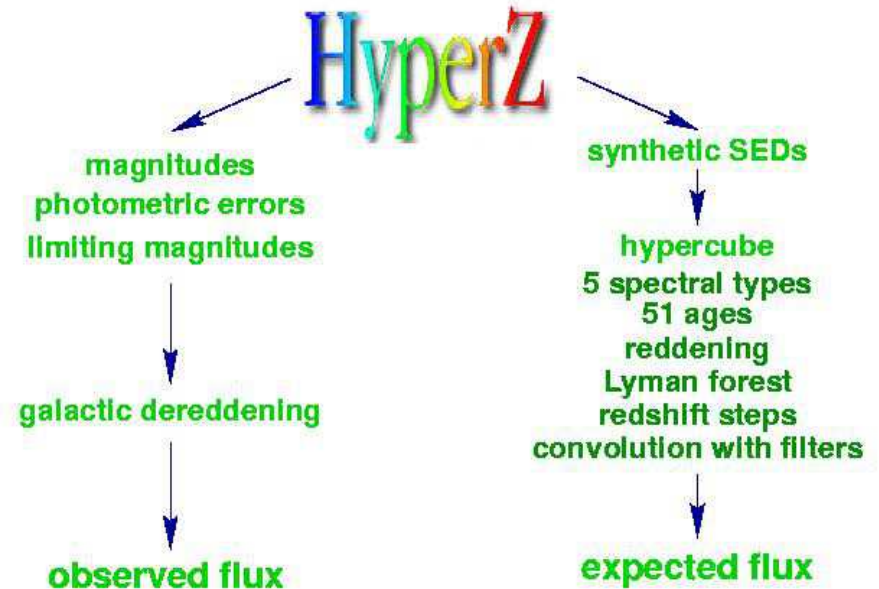 HyperZ
magnitudes
photometric errors
limiting magnitudes
galactic dereddening
observed flux
synthetic SEDs
hypercube
5 spectral types
51 ages
reddening
Lyman forest
redshift steps
convolution with filters
expected flux